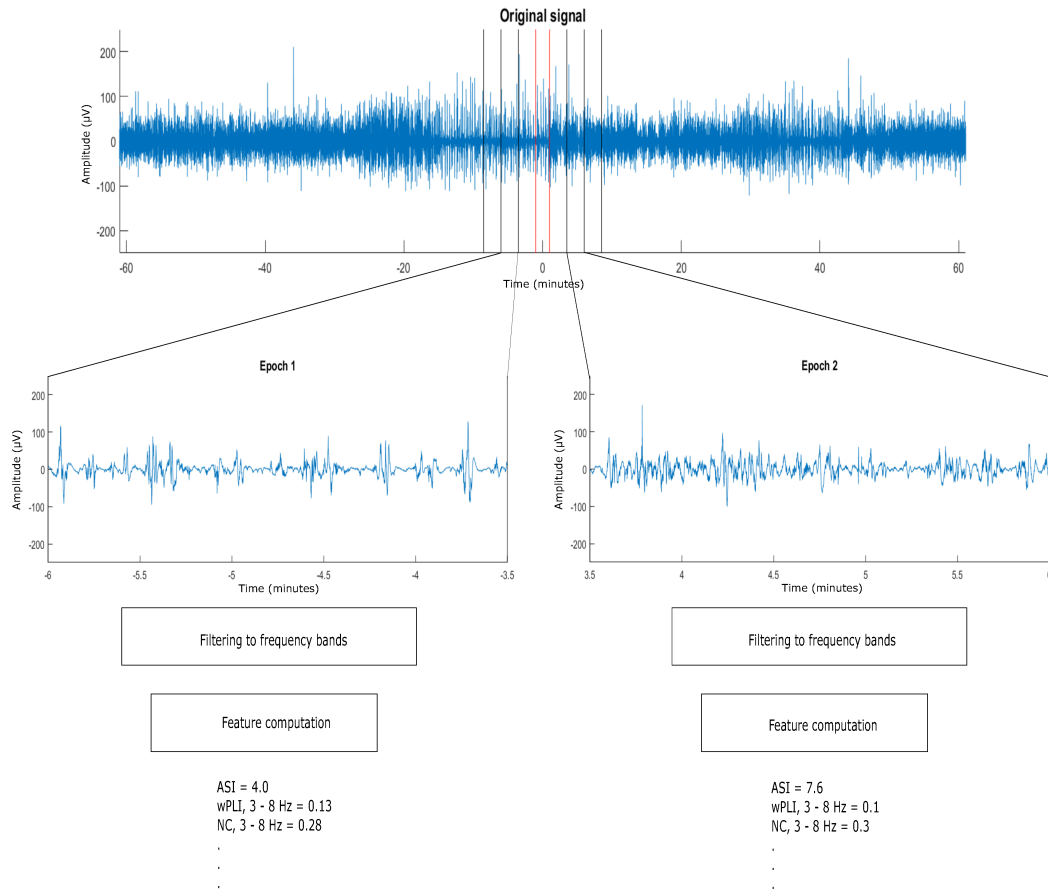 Original signal
200
100
0
-100
-200
Amplitude (µV)
-60
-40
-20
0
20
40
60
Time (minutes)
Epoch 1
200
100
0
-100
-200
Amplitude (µV)
-6
-5.5
-5
-4.5
-4
-3.5
Time (minutes)
Filtering to frequency bands
Feature computation
ASI = 4.0
wPLI, 3 - 8 Hz = 0.13
NC, 3 - 8 Hz = 0.28
.
.
.
Epoch 2
200
100
0
-100
-200
Amplitude (µV)
3.5
4
4.5
5
5.5
6
Time (minutes)
Filtering to frequency bands
Feature computation
ASI = 7.6
wPLI, 3 - 8 Hz = 0.1
NC, 3 - 8 Hz = 0.3
.
.
.